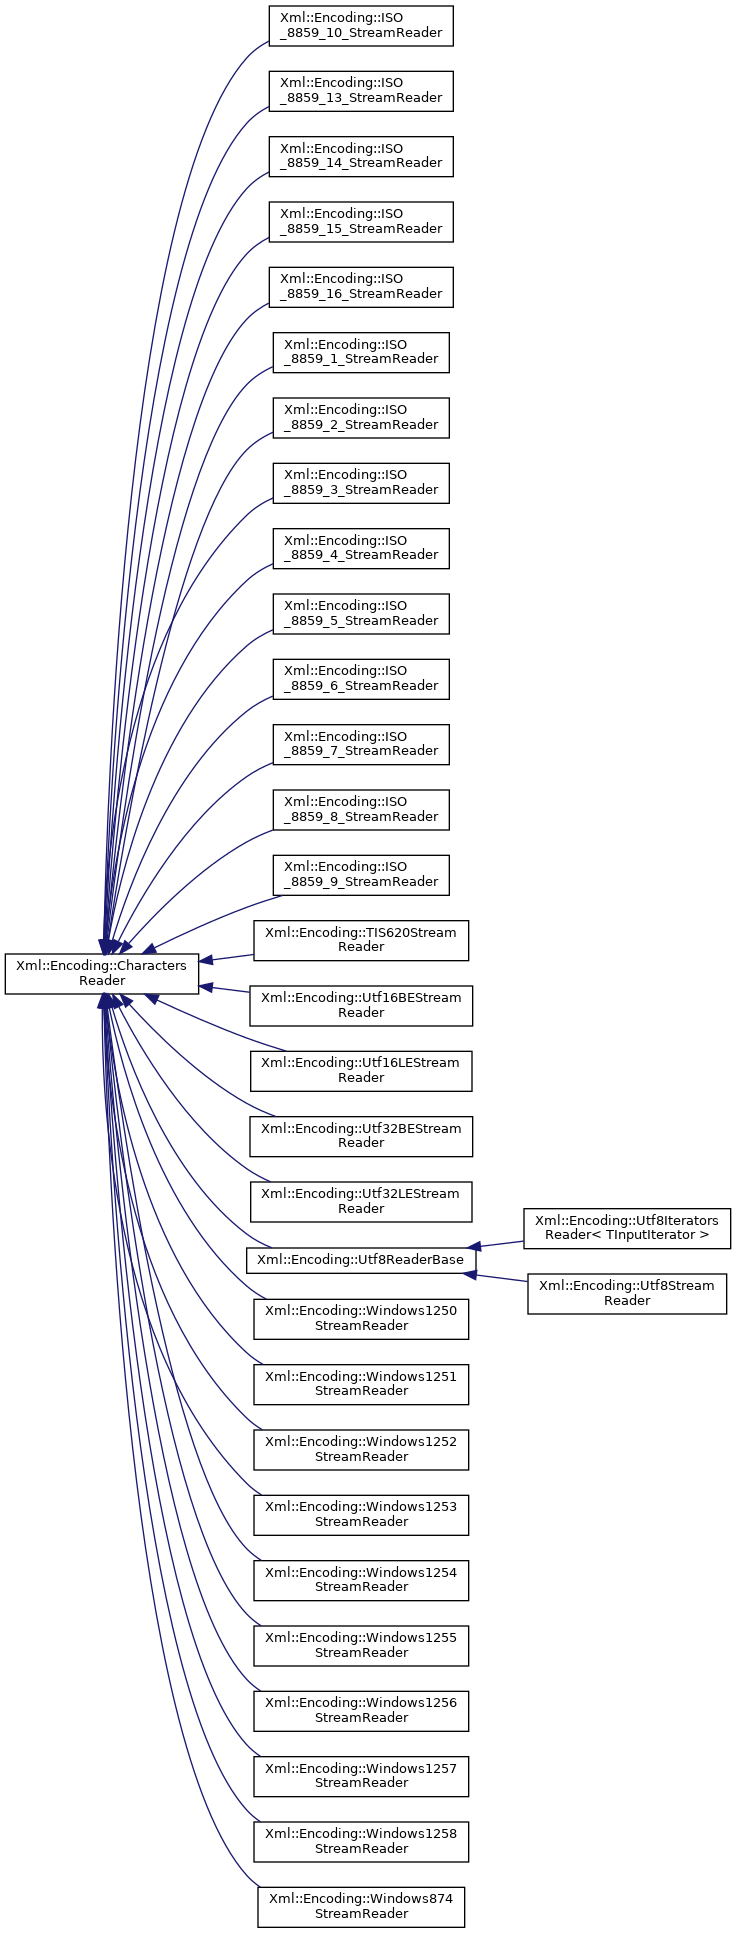 Xml::Encoding::ISO
_8859_10_StreamReader
Xml::Encoding::ISO
_8859_13_StreamReader
Xml::Encoding::ISO
_8859_14_StreamReader
Xml::Encoding::ISO
_8859_15_StreamReader
Xml::Encoding::ISO
_8859_16_StreamReader
Xml::Encoding::ISO
_8859_1_StreamReader
Xml::Encoding::ISO
_8859_2_StreamReader
Xml::Encoding::ISO
_8859_3_StreamReader
Xml::Encoding::ISO
_8859_4_StreamReader
Xml::Encoding::ISO
_8859_5_StreamReader
Xml::Encoding::ISO
_8859_6_StreamReader
Xml::Encoding::ISO
_8859_7_StreamReader
Xml::Encoding::ISO
_8859_8_StreamReader
Xml::Encoding::ISO
_8859_9_StreamReader
Xml::Encoding::TIS620Stream
Reader
Xml::Encoding::Characters
Reader
Xml::Encoding::Utf16BEStream
Reader
Xml::Encoding::Utf16LEStream
Reader
Xml::Encoding::Utf32BEStream
Reader
Xml::Encoding::Utf32LEStream
Reader
Xml::Encoding::Utf8ReaderBase
Xml::Encoding::Utf8Iterators
Reader< TInputIterator >
Xml::Encoding::Utf8Stream
Reader
Xml::Encoding::Windows1250
StreamReader
Xml::Encoding::Windows1251
StreamReader
Xml::Encoding::Windows1252
StreamReader
Xml::Encoding::Windows1253
StreamReader
Xml::Encoding::Windows1254
StreamReader
Xml::Encoding::Windows1255
StreamReader
Xml::Encoding::Windows1256
StreamReader
Xml::Encoding::Windows1257
StreamReader
Xml::Encoding::Windows1258
StreamReader
Xml::Encoding::Windows874
StreamReader